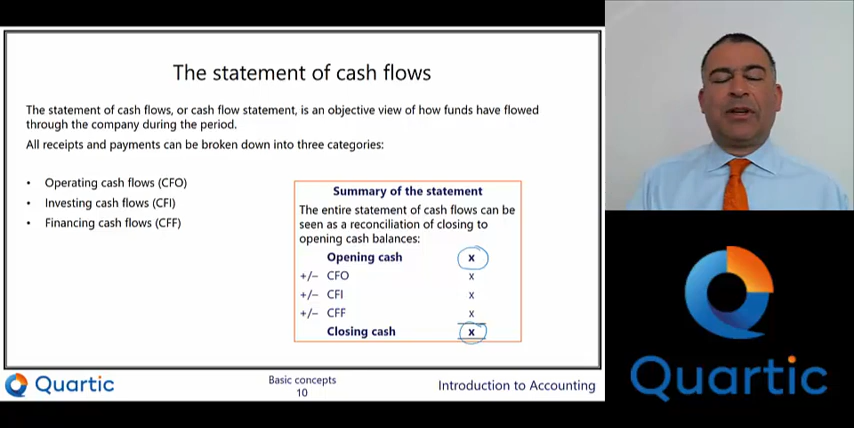 The statement of cash flows
The statement of cash flows, or cash flow statement, is an objective view of how funds have flowed
through the company during the period.
All receipts and payments can be broken down into three categories:
• Operating cash flows (CFO)
• Investing cash flows (CFI)
• Financing cash flows (CFF)
Summary of the statement
The entire statement of cash flows can be
seen as a reconciliation of closing to
opening cash balances:
Opening cash x
+/− CFO x
+/− CFI x
+/− CFF x
Closing cash x
Quartic
Basic concepts
10
Introduction to Accounting
Quartic